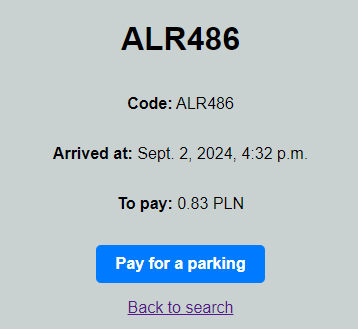 ALR486
Code: ALR486
Arrived at: Sept. 2, 2024, 4:32 p.m.
To pay: 0.83 PLN
Pay for a parking
Back to search